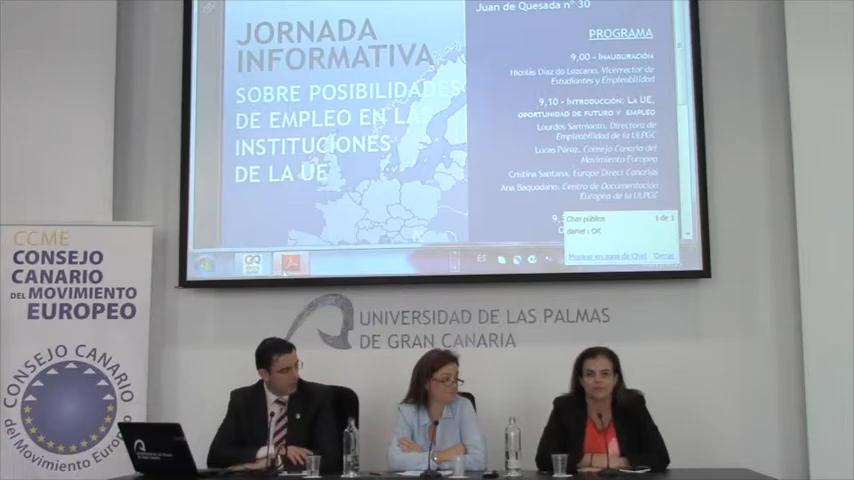 JORNADA
INFORMATIVA
SOBRE POSIBILIDADES
DE EMPLEO EN LAS
INSTITUCIONES
DE LA UE
Juan de Quesada nº 30
PROGRAMA
9,00 - INAUGURACIÓN
Nicolás Díaz de Lezcano, Vicerrector de
Estudiantes y Empleabilidad
9,10 - INTRODUCCIÓN: LA UE,
OPORTUNIDAD DE FUTURO Y EMPLEO
Lourdes Sarmiento, Directora de
Empleabilidad de la ULPGC
Lucas Pérez, Consejo Canario del
Movimiento Europeo
Cristina Santana, Europe Direct Canarias
Ana Baquedano, Centro de Documentación
Europea de la ULPGC
Chat público
1 de 1
daniel : OK
Mostrar en zona de Chat
Cerrar
ES
CCME
CONSEJO
CANARIO
DEL MOVIMIENTO
EUROPEO
CONSEJO CANARIO
del Movimiento Europeo
UNIVERSIDAD DE LAS PALMAS
DE GRAN CANARIA